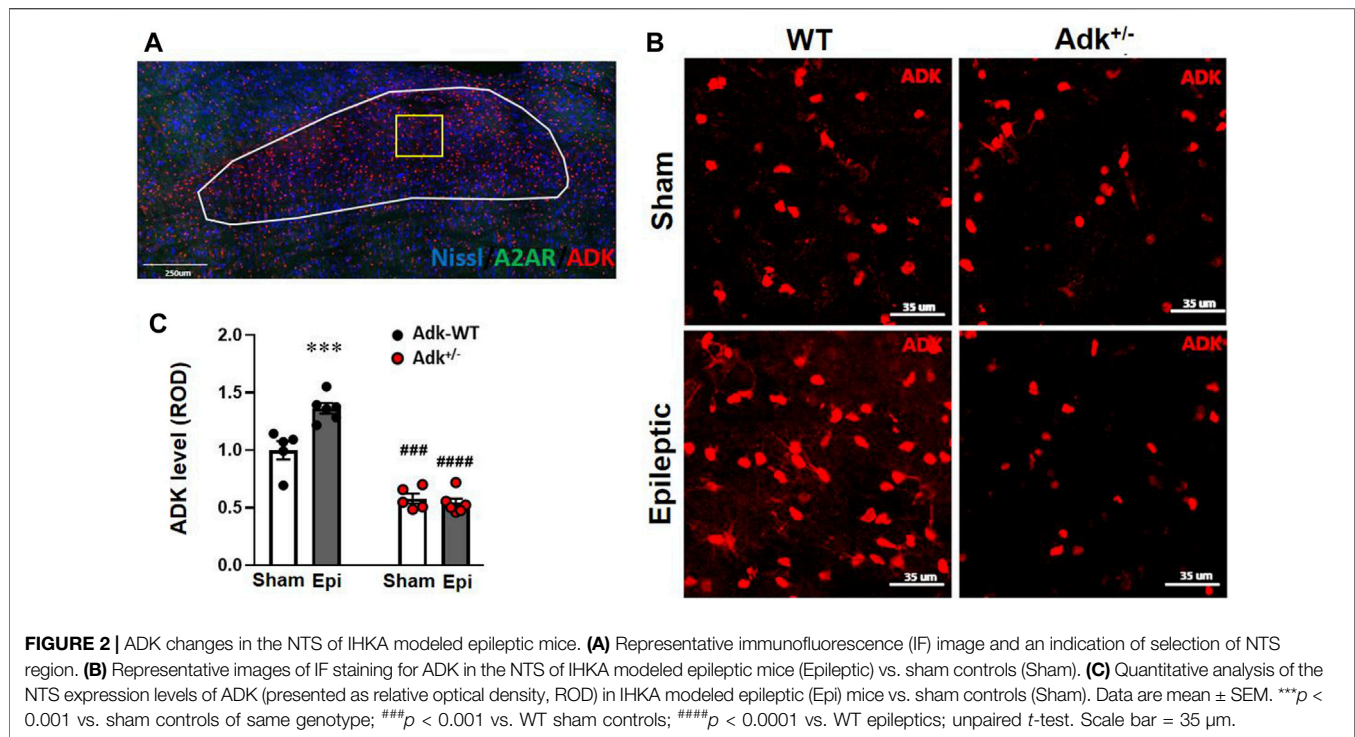 A
Nissl A2AR ADK
250um
B
WT
Adk+/-
Sham
ADK
35 um
ADK
35 um
Epileptic
ADK
35 um
ADK
35 um
C
ADK level (ROD)
2.0
1.5
1.0
0.5
0.0
***
###
####
Adk-WT
Adk+/-
Sham Epi Sham Epi
FIGURE 2 | ADK changes in the NTS of IHKA modeled epileptic mice. (A) Representative immunofluorescence (IF) image and an indication of selection of NTS
region. (B) Representative images of IF staining for ADK in the NTS of IHKA modeled epileptic mice (Epileptic) vs. sham controls (Sham). (C) Quantitative analysis of the
NTS expression levels of ADK (presented as relative optical density, ROD) in IHKA modeled epileptic (Epi) mice vs. sham controls (Sham). Data are mean ± SEM. ***p <
0.001 vs. sham controls of same genotype; ###p < 0.001 vs. WT sham controls; ####p < 0.0001 vs. WT epileptics; unpaired t-test. Scale bar = 35 μm.